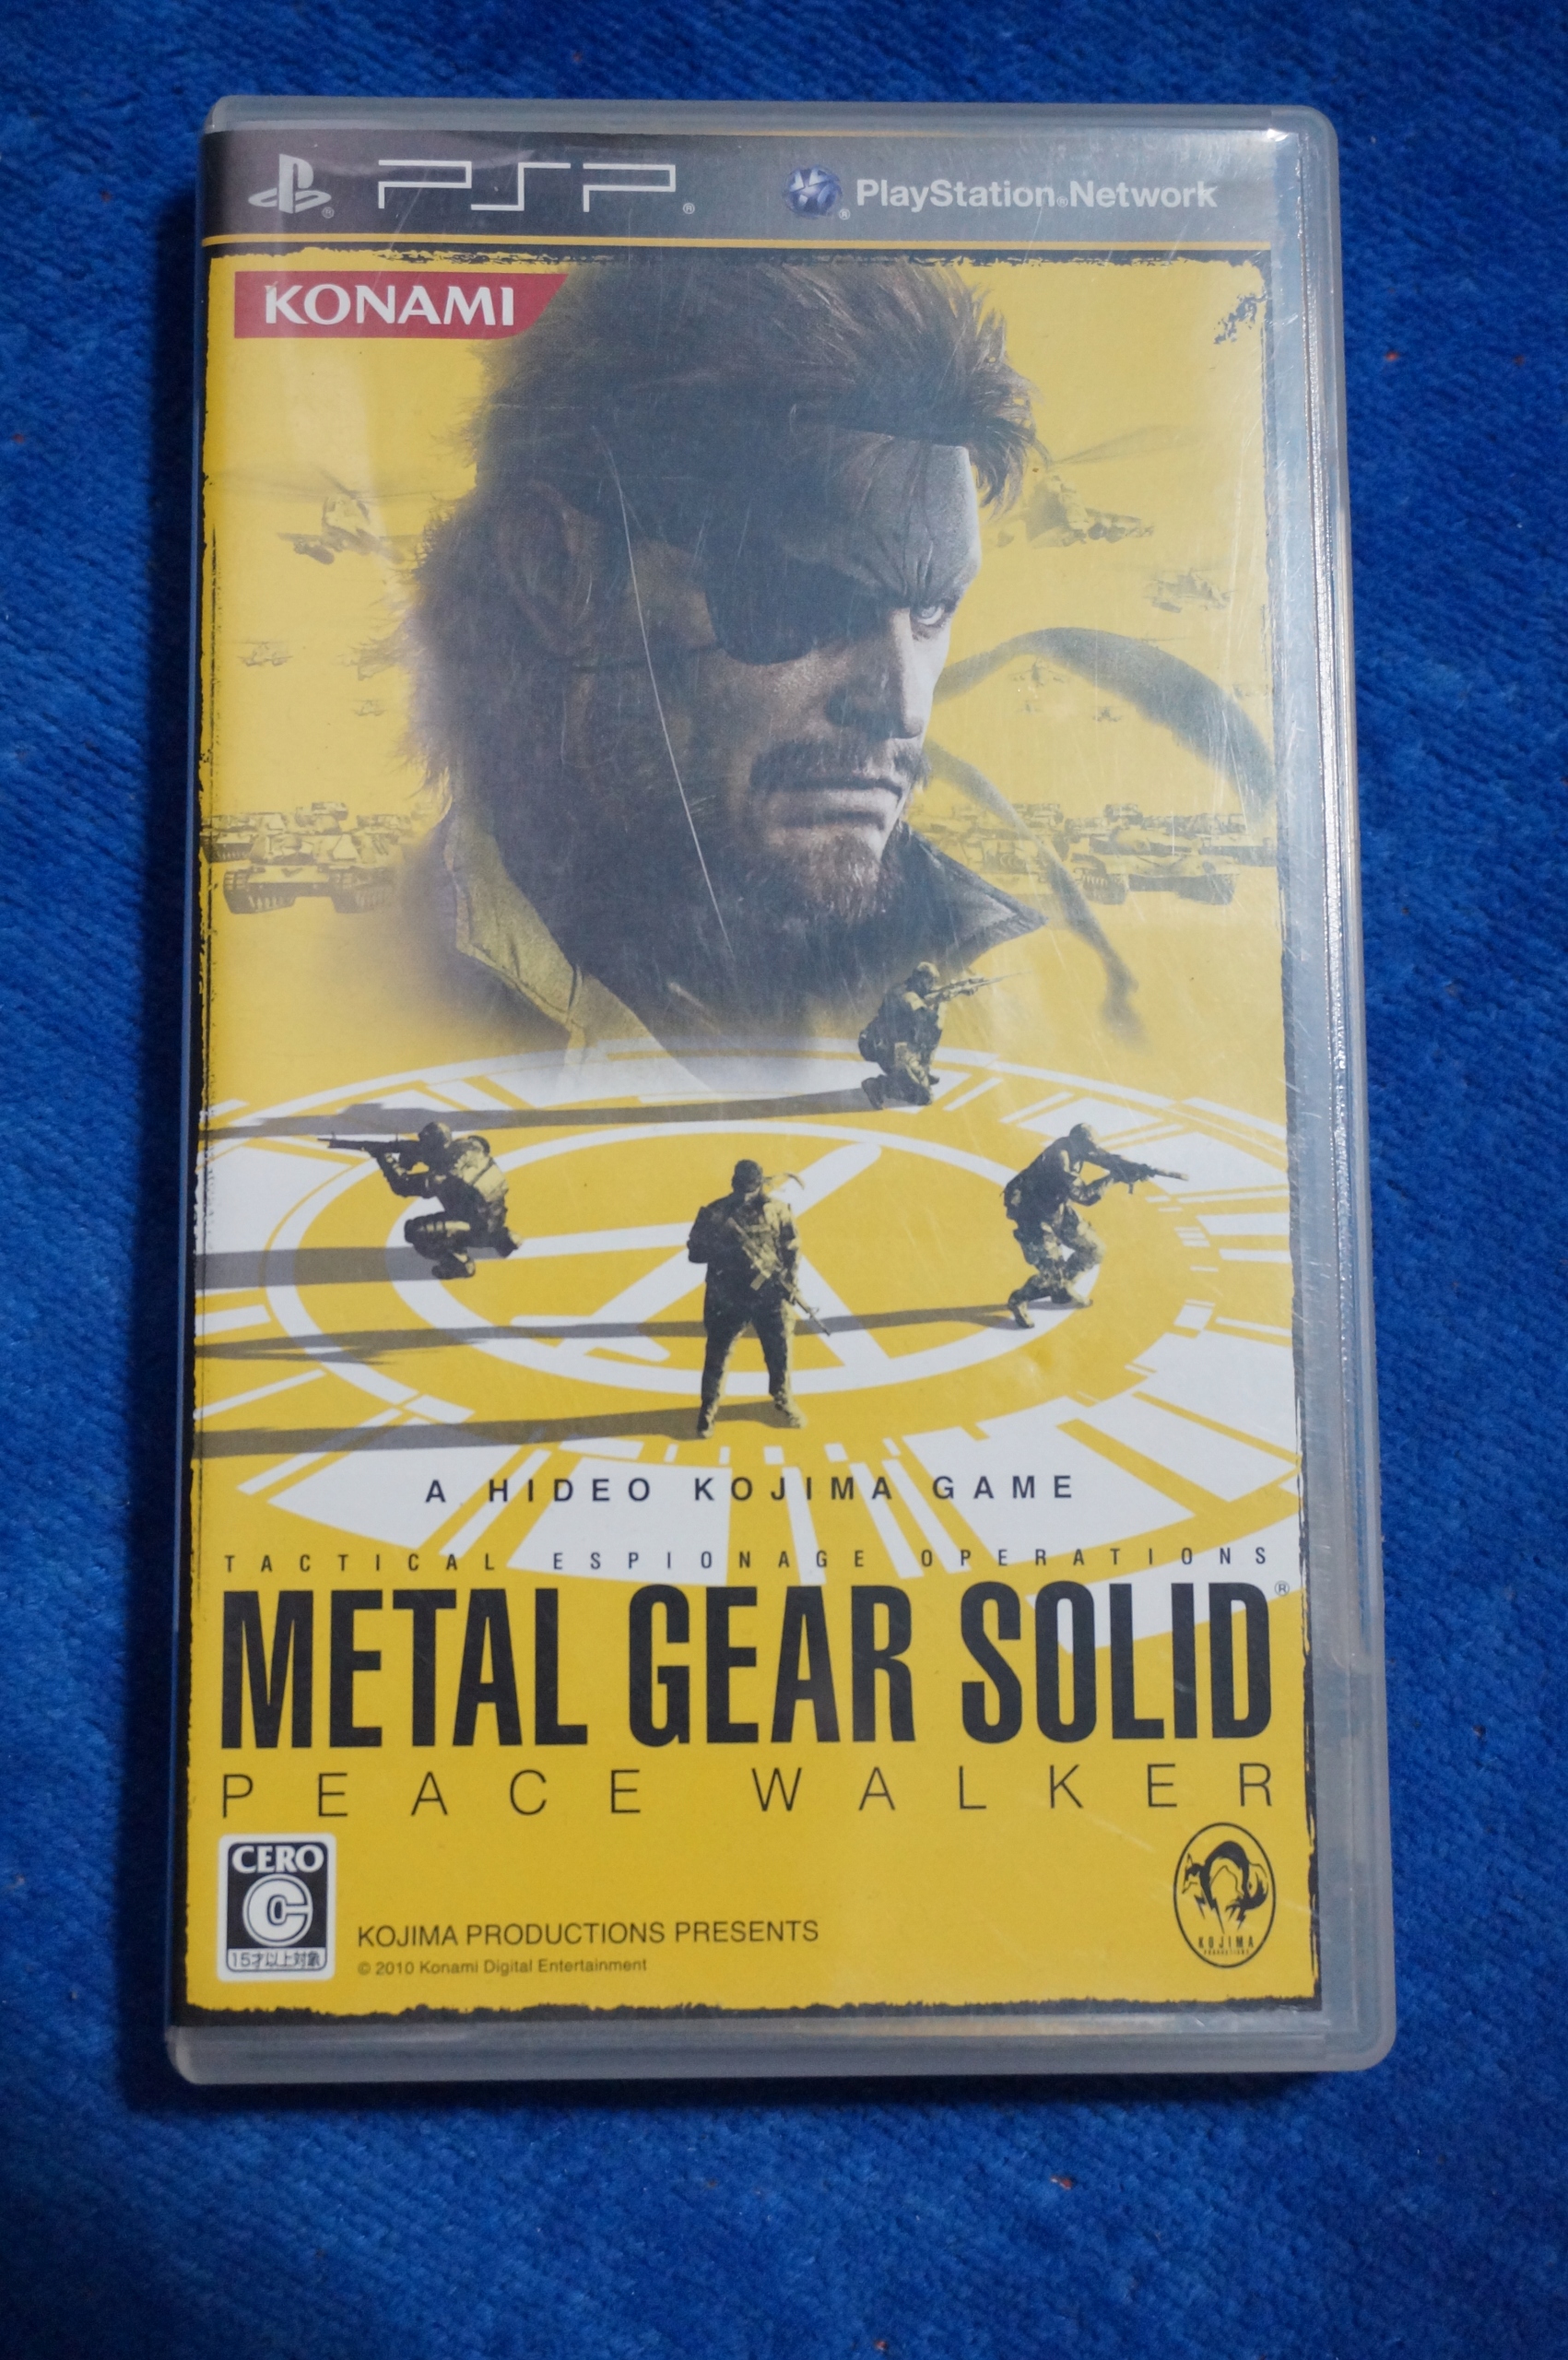 PSP®
PlayStation®Network
KONAMI
A HIDEO KOJIMA GAME
TACTICAL ESPIONAGE OPERATIONS
METAL GEAR SOLID®
PEACE WALKER
CERO
C
15才以上対象
KOJIMA PRODUCTIONS PRESENTS
© 2010 Konami Digital Entertainment
KOJIMA
PRODUCTIONS